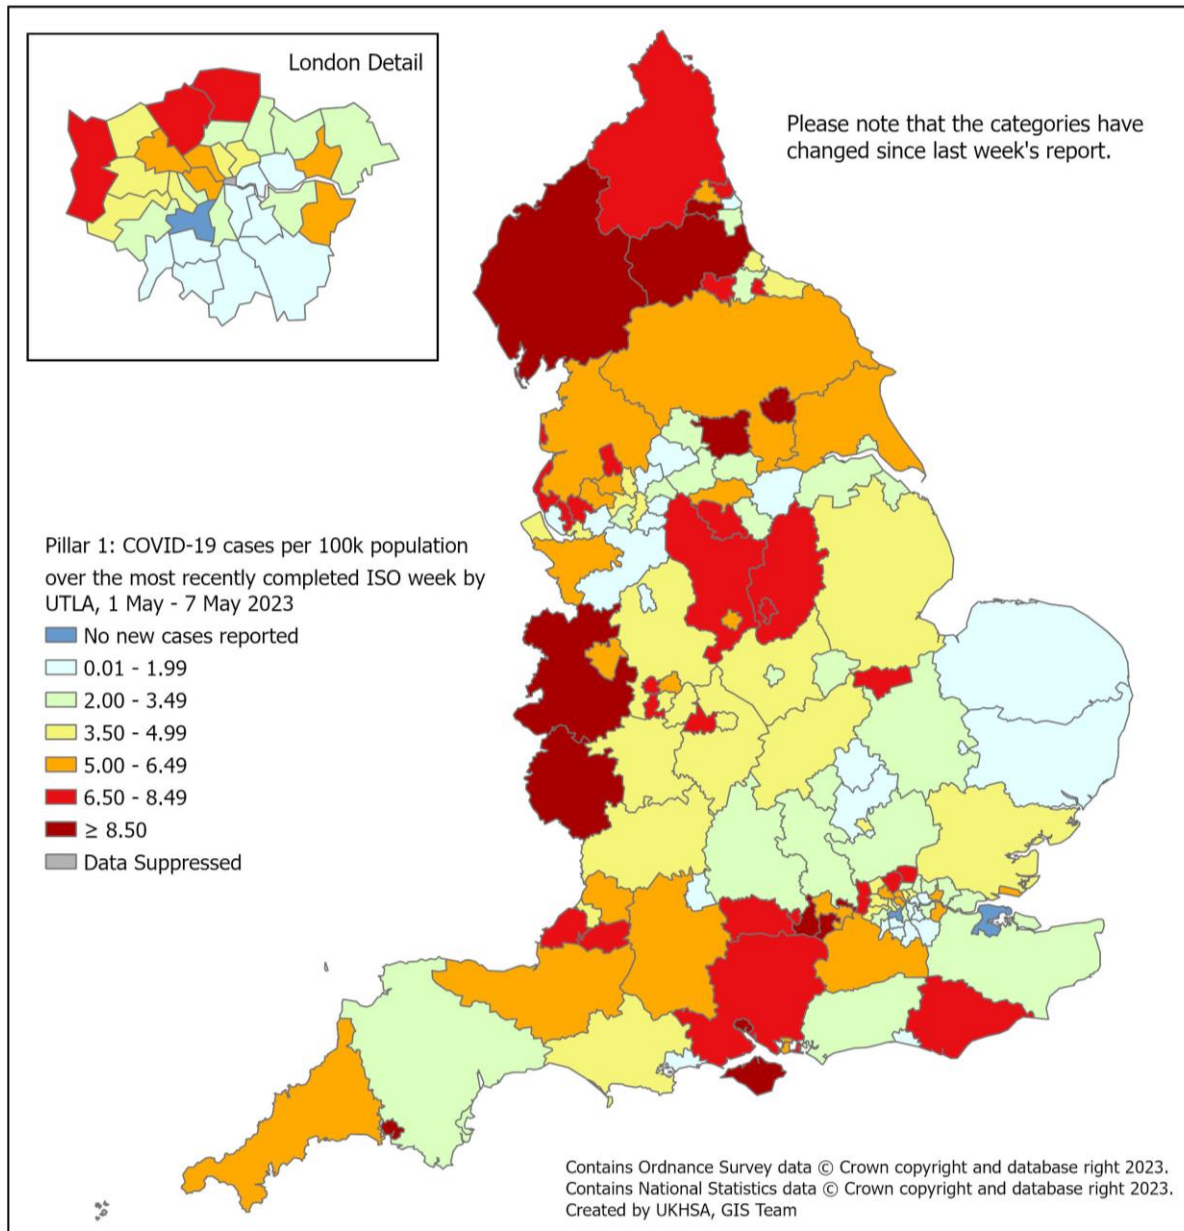 London Detail
Please note that the categories have
changed since last week's report.
Pillar 1: COVID-19 cases per 100k population
over the most recently completed ISO week by
UTLA, 1 May - 7 May 2023
No new cases reported
0.01 - 1.99
2.00 - 3.49
3.50 - 4.99
5.00 - 6.49
6.50 - 8.49
≥ 8.50
Data Suppressed
Contains Ordnance Survey data © Crown copyright and database right 2023.
Contains National Statistics data © Crown copyright and database right 2023.
Created by UKHSA, GIS Team